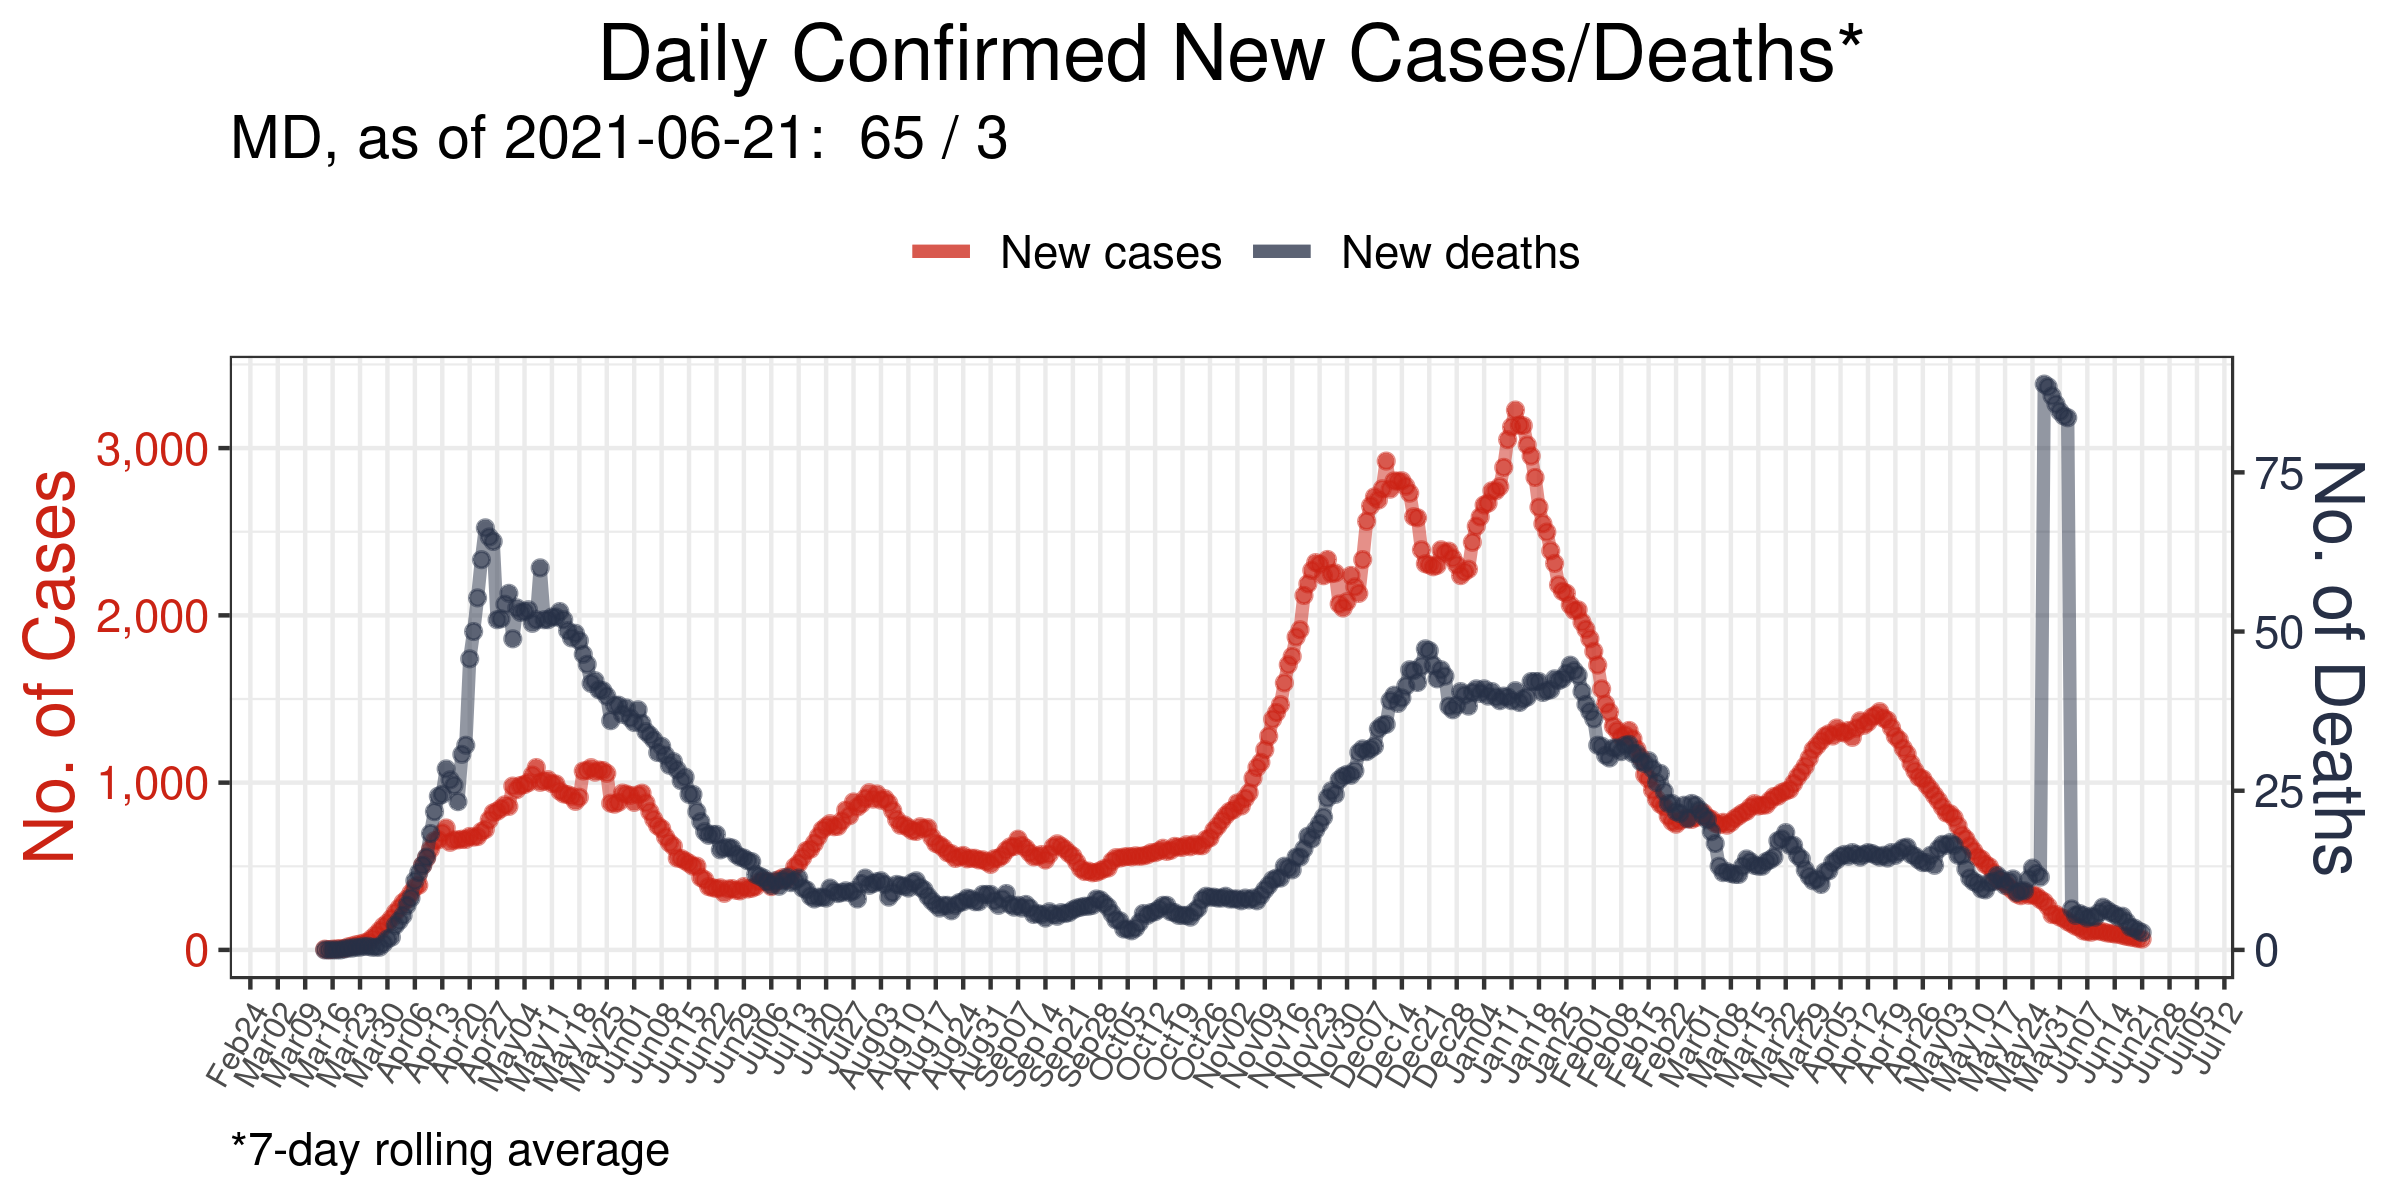 Daily Confirmed New Cases/Deaths*
MD, as of 2021-06-21:  65 / 3
New cases
New deaths
No. of Cases
3,000
2,000
1,000
0
75
50
25
0
No. of Deaths
Feb24
Mar02
Mar09
Mar16
Mar23
Mar30
Apr06
Apr13
Apr20
Apr27
May04
May11
May18
May25
Jun01
Jun08
Jun15
Jun22
Jun29
Jul06
Jul13
Jul20
Jul27
Aug03
Aug10
Aug17
Aug24
Aug31
Sep07
Sep14
Sep21
Sep28
Oct05
Oct12
Oct19
Oct26
Nov02
Nov09
Nov16
Nov23
Nov30
Dec07
Dec14
Dec21
Dec28
Jan04
Jan11
Jan18
Jan25
Feb01
Feb08
Feb15
Feb22
Mar01
Mar08
Mar15
Mar22
Mar29
Apr05
Apr12
Apr19
Apr26
May03
May10
May17
May24
May31
Jun07
Jun14
Jun21
Jun28
Jul05
Jul12
*7-day rolling average